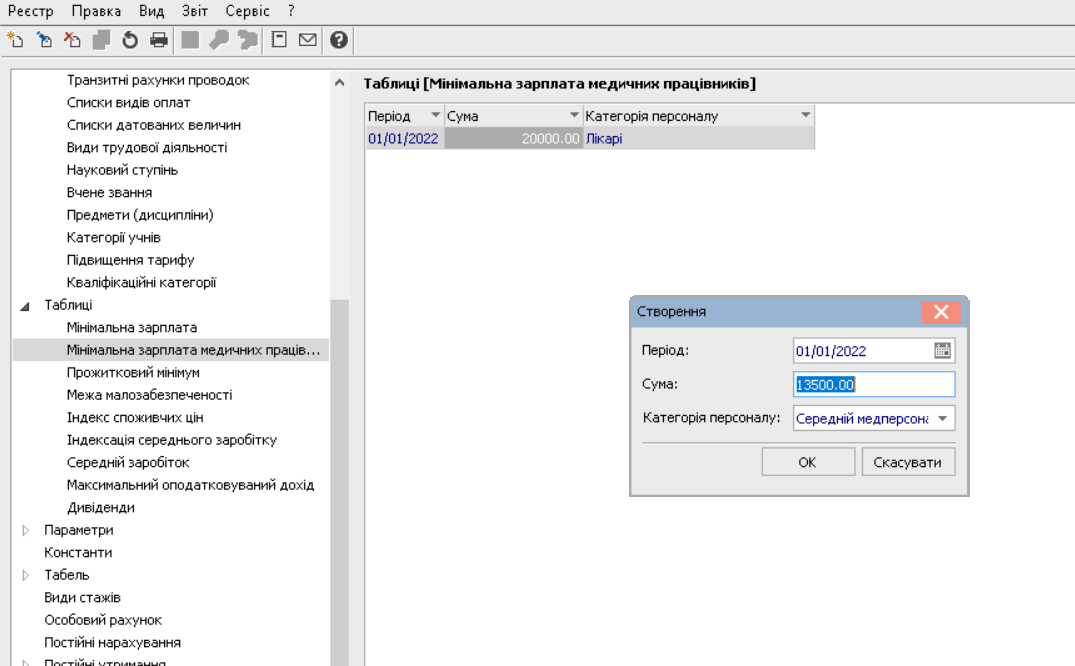 Реєстр Правка Вид Звіт Сервіс ?
Транзитні рахунки проводок
Списки видів оплат
Списки датованих величин
Види трудової діяльності
Науковий ступінь
Вчене звання
Предмети (дисципліни)
Категорії учнів
Підвищення тарифу
Кваліфікаційні категорії
Таблиці
Мінімальна зарплата
Мінімальна зарплата медичних праців...
Прожитковий мінімум
Межа малозабезпеченості
Індекс споживчих цін
Індексація середнього заробітку
Середній заробіток
Максимальний оподатковуваний дохід
Дивіденди
Параметри
Константи
Табель
Види стажів
Особовий рахунок
Постійні нарахування
Постійні утримання
Таблиці [Мінімальна зарплата медичних працівників]
Період Сума Категорія персоналу
01/01/2022 20000.00 Лікарі
Створення
Період: 01/01/2022
Сума: 13500.00
Категорія персоналу: Середній медперсона
ОК Скасувати